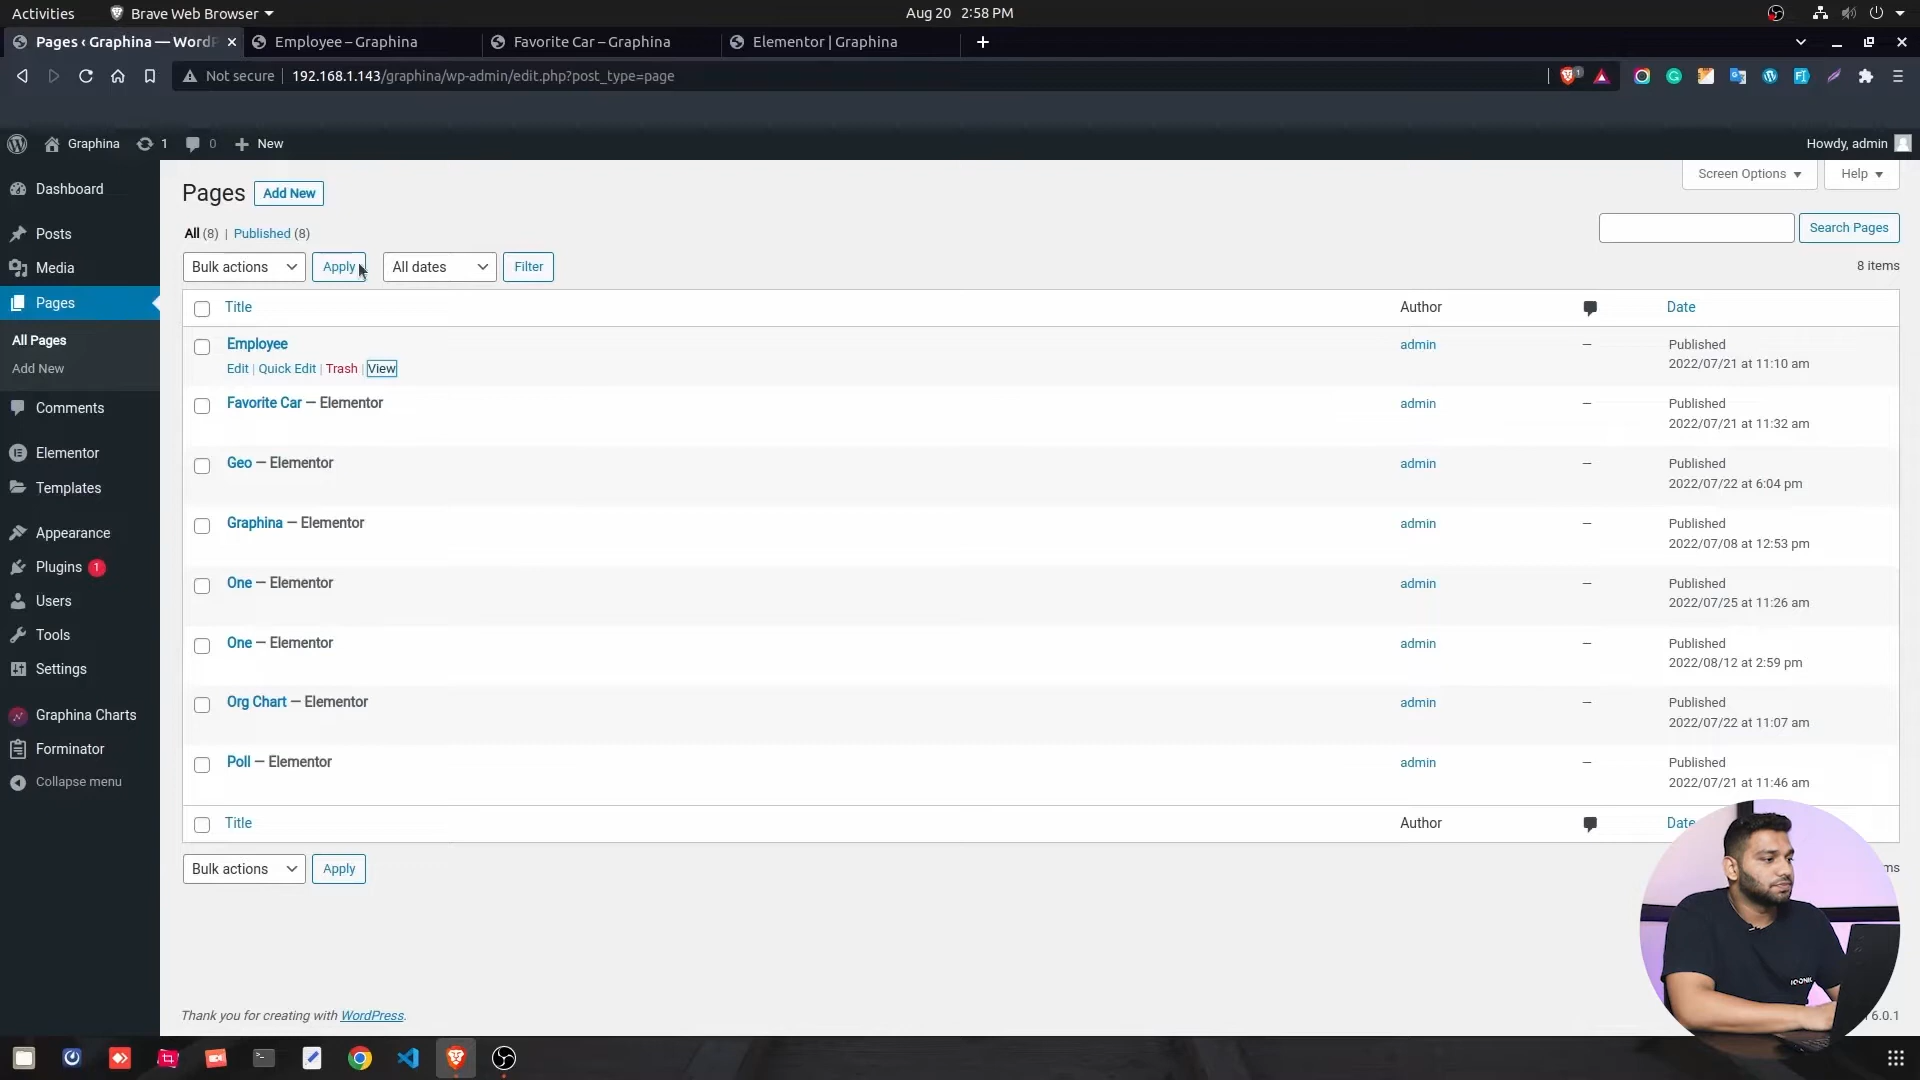 Activities Brave Web Browser Aug 20 2:58 PM
Pages ‹ Graphina — WordP Employee – Graphina Favorite Car – Graphina Elementor | Graphina
Not secure 192.168.1.143/graphina/wp-admin/edit.php?post_type=page 1
Graphina 1 0 New Howdy, admin
Dashboard
Posts
Media
Pages
All Pages
Add New
Comments
Elementor
Templates
Appearance
Plugins 1
Users
Tools
Settings
Graphina Charts
Forminator
Collapse menu
Screen Options Help
Pages Add New
All (8) | Published (8)
Search Pages
Bulk actions Apply All dates Filter 8 items
Title Author Date
Employee admin — Published
Edit | Quick Edit | Trash | View 2022/07/21 at 11:10 am
Favorite Car — Elementor admin — Published
2022/07/21 at 11:32 am
Geo — Elementor admin — Published
2022/07/22 at 6:04 pm
Graphina — Elementor admin — Published
2022/07/08 at 12:53 pm
One — Elementor admin — Published
2022/07/25 at 11:26 am
One — Elementor admin — Published
2022/08/12 at 2:59 pm
Org Chart — Elementor admin — Published
2022/07/22 at 11:07 am
Poll — Elementor admin — Published
2022/07/21 at 11:46 am
Title Author Date
Bulk actions Apply
Thank you for creating with WordPress.